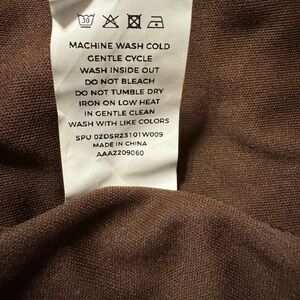 30
MACHINE WASH COLD
GENTLE CYCLE
WASH INSIDE OUT
DO NOT BLEACH
DO NOT TUMBLE DRY
IRON ON LOW HEAT
IN GENTLE CLEAN
WASH WITH LIKE COLORS
SPU 02DSR23101W009
MADE IN CHINA
AAA2209060